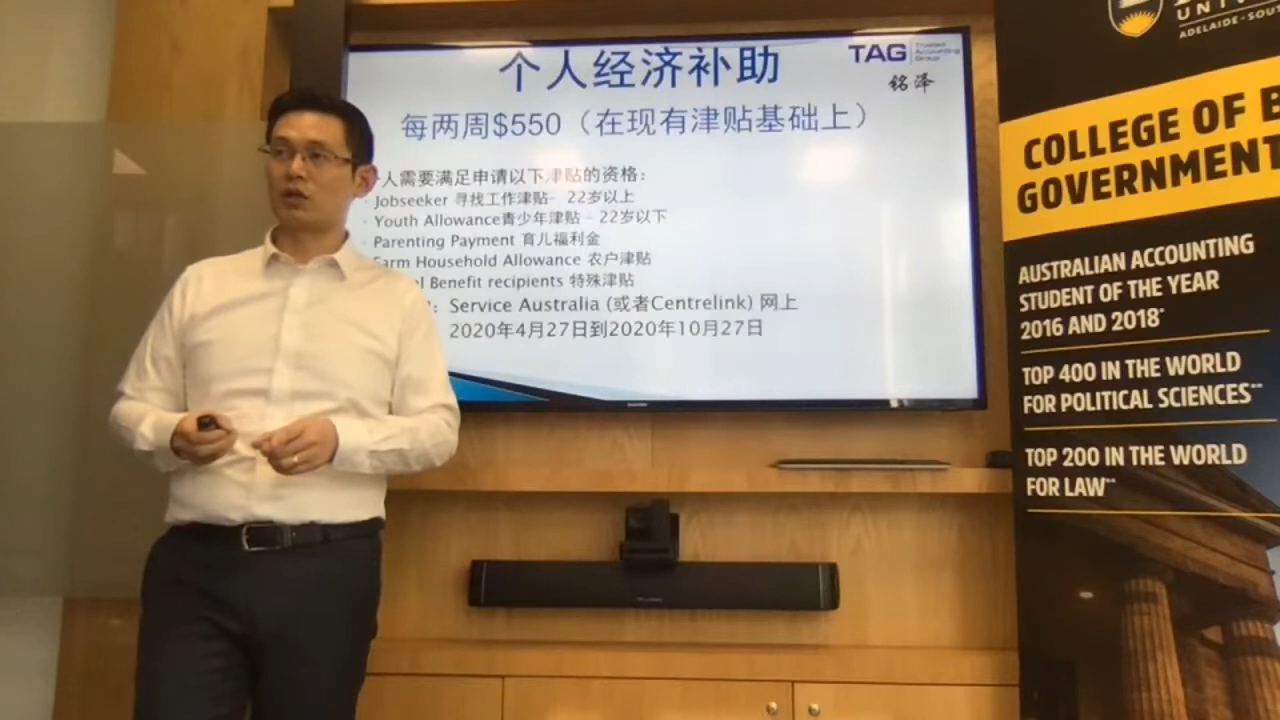 个人经济补助
TAG
Trusted
Accounting
Group
铭泽
每两周$550（在现有津贴基础上）
人需要满足申请以下津贴的资格：
Jobseeker 寻找工作津贴– 22岁以上
Youth Allowance青少年津贴 – 22岁以下
Parenting Payment 育儿福利金
Farm Household Allowance 农户津贴
Benefit recipients 特殊津贴
：Service Australia (或者Centrelink) 网上
2020年4月27日到2020年10月27日
ADELAIDE · SOUT
COLLEGE OF B
GOVERNMENT
AUSTRALIAN ACCOUNTING
STUDENT OF THE YEAR
2016 AND 2018*
TOP 400 IN THE WORLD
FOR POLITICAL SCIENCES**
TOP 200 IN THE WORLD
FOR LAW**